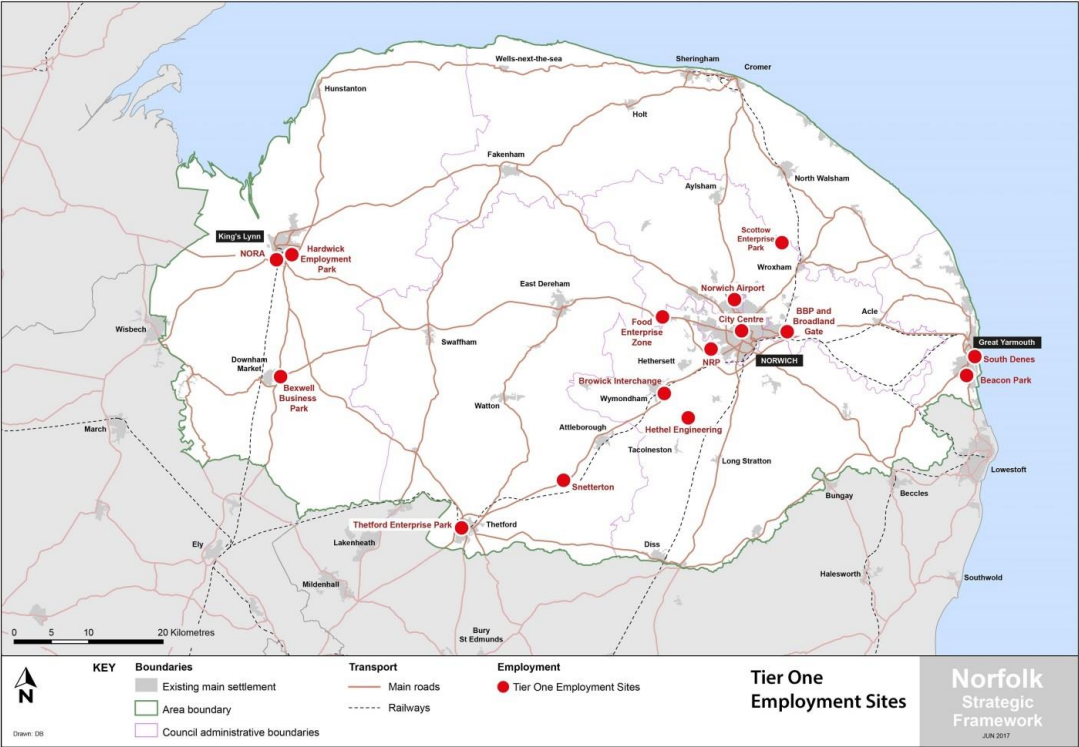 Wells-next-the-sea
Sheringham
Cromer
Hunstanton
Holt
Fakenham
North Walsham
Aylsham
King's Lynn
NORA
Hardwick
Employment
Park
Scottow
Enterprise
Park
Wroxham
East Dereham
Norwich Airport
City Centre
BBP and
Broadland
Gate
Acle
Food
Enterprise
Zone
Wisbech
Swaffham
Hethersett
NRP
NORWICH
Great Yarmouth
South Denes
Beacon Park
Downham
Market
Bexwell
Business
Park
Browick Interchange
Wymondham
Watton
March
Attleborough
Hethel Engineering
Tacolneston
Long Stratton
Lowestoft
Snetterton
Bungay
Beccles
Thetford Enterprise Park
Thetford
Lakenheath
Ely
Diss
Mildenhall
Halesworth
Southwold
Bury
St Edmunds
0 5 10 20 Kilometres
N
Drawn: DB
KEY
Boundaries
Existing main settlement
Area boundary
Council administrative boundaries
Transport
Main roads
Railways
Employment
Tier One Employment Sites
Tier One
Employment Sites
Norfolk
Strategic
Framework
JUN 2017